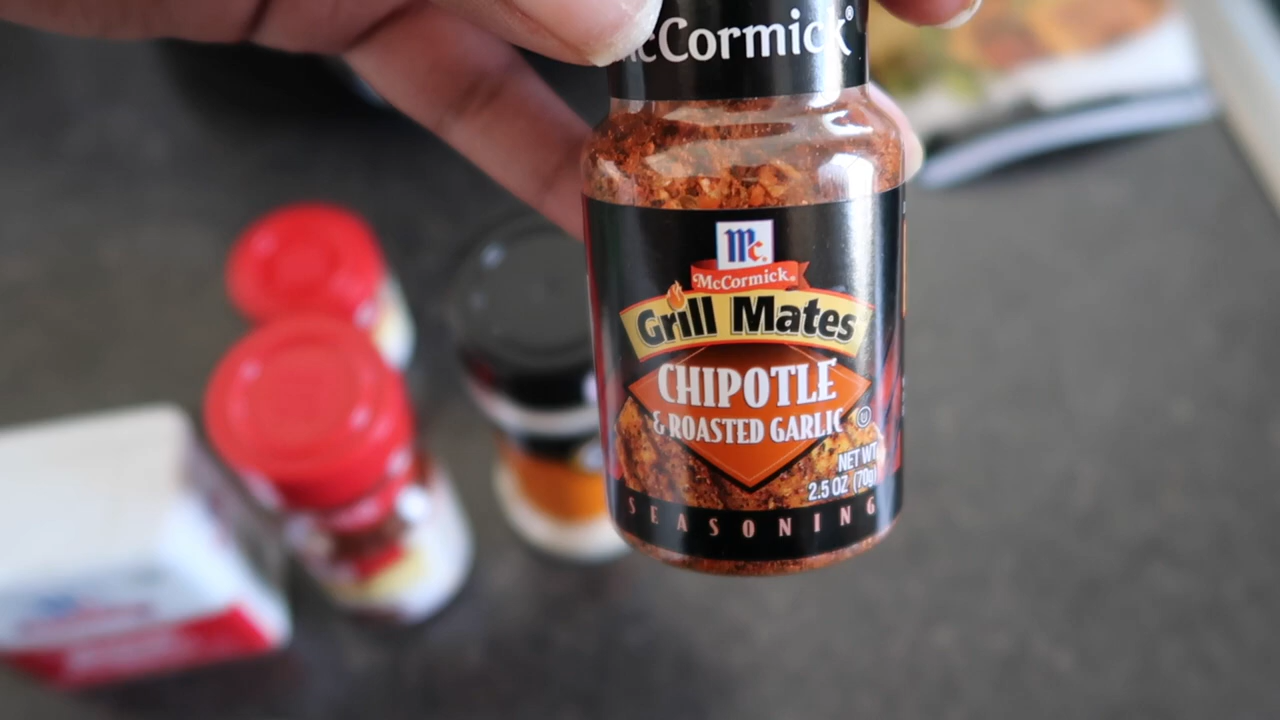 McCormick®
Mc.
McCormick®
Grill Mates
CHIPOTLE
& ROASTED GARLIC U
NET WT
2.5 OZ (70g)
SEASONING